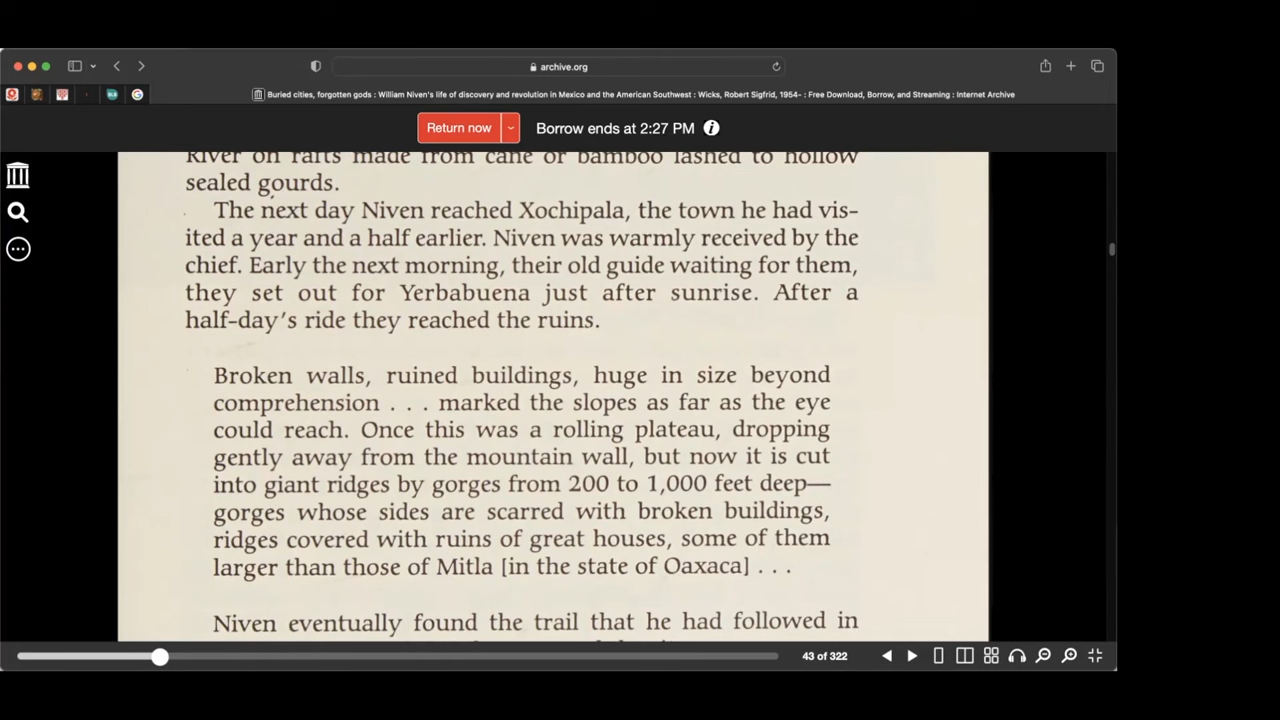 archive.org
Buried cities, forgotten gods : William Niven's life of discovery and revolution in Mexico and the American Southwest : Wicks, Robert Sigfrid, 1954- : Free Download, Borrow, and Streaming : Internet Archive
Return now
Borrow ends at 2:27 PM
River on rafts made from cane or bamboo lashed to hollow
sealed gourds.
The next day Niven reached Xochipala, the town he had vis-
ited a year and a half earlier. Niven was warmly received by the
chief. Early the next morning, their old guide waiting for them,
they set out for Yerbabuena just after sunrise. After a
half-day's ride they reached the ruins.
Broken walls, ruined buildings, huge in size beyond
comprehension . . . marked the slopes as far as the eye
could reach. Once this was a rolling plateau, dropping
gently away from the mountain wall, but now it is cut
into giant ridges by gorges from 200 to 1,000 feet deep—
gorges whose sides are scarred with broken buildings,
ridges covered with ruins of great houses, some of them
larger than those of Mitla [in the state of Oaxaca] . . .
Niven eventually found the trail that he had followed in
43 of 322